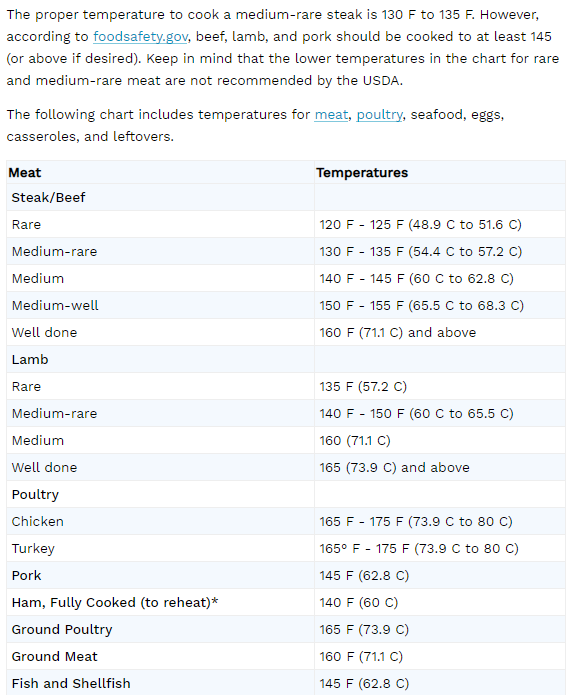 The proper temperature to cook a medium-rare steak is 130 F to 135 F. However,
according to foodsafety.gov, beef, lamb, and pork should be cooked to at least 145
(or above if desired). Keep in mind that the lower temperatures in the chart for rare
and medium-rare meat are not recommended by the USDA.
The following chart includes temperatures for meat, poultry, seafood, eggs,
casseroles, and leftovers.
Meat Temperatures
Steak/Beef
Rare 120 F - 125 F (48.9 C to 51.6 C)
Medium-rare 130 F - 135 F (54.4 C to 57.2 C)
Medium 140 F - 145 F (60 C to 62.8 C)
Medium-well 150 F - 155 F (65.5 C to 68.3 C)
Well done 160 F (71.1 C) and above
Lamb
Rare 135 F (57.2 C)
Medium-rare 140 F - 150 F (60 C to 65.5 C)
Medium 160 (71.1 C)
Well done 165 (73.9 C) and above
Poultry
Chicken 165 F - 175 F (73.9 C to 80 C)
Turkey 165° F - 175 F (73.9 C to 80 C)
Pork 145 F (62.8 C)
Ham, Fully Cooked (to reheat)* 140 F (60 C)
Ground Poultry 165 F (73.9 C)
Ground Meat 160 F (71.1 C)
Fish and Shellfish 145 F (62.8 C)